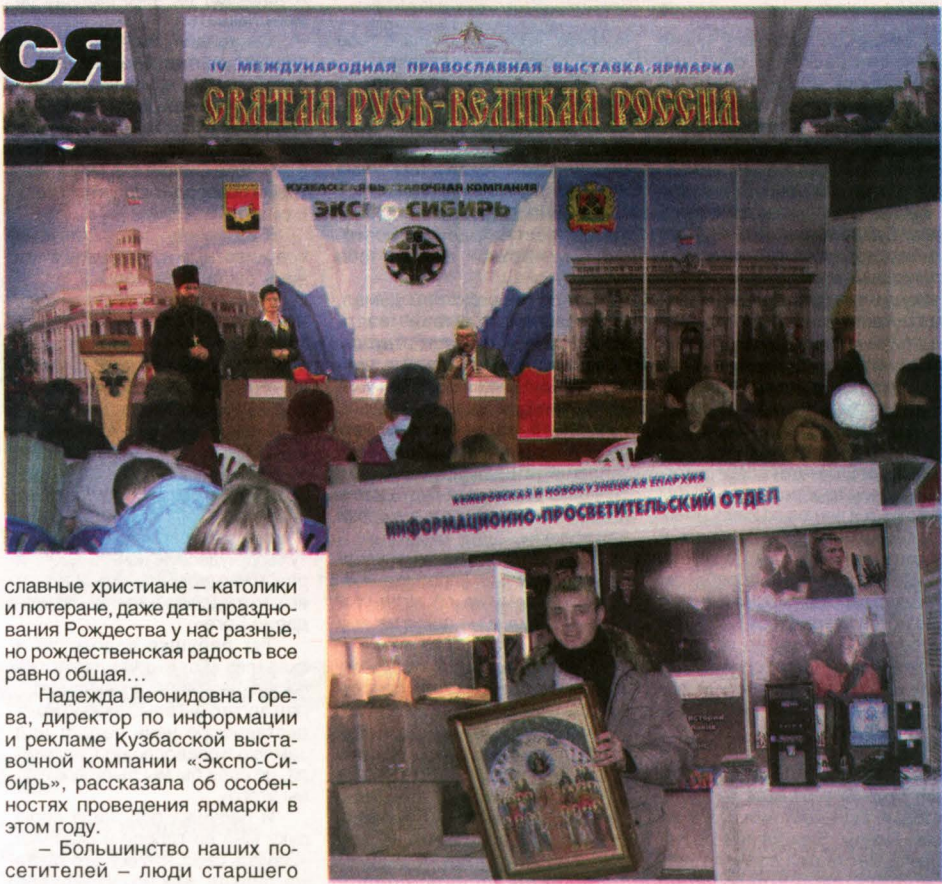 СЯ
IV МЕЖДУНАРОДНАЯ ПРАВОСЛАВНАЯ ВЫСТАВКА-ЯРМАРКА
СВЯТАЯ РУСЬ-ВЕЛИКАЯ РОССИЯ
КУЗБАССКАЯ ВЫСТАВОЧНАЯ КОМПАНИЯ
ЭКСПО-СИБИРЬ
КЕМЕРОВСКАЯ И НОВОКУЗНЕЦКАЯ ЕПАРХИЯ
ИНФОРМАЦИОННО-ПРОСВЕТИТЕЛЬСКИЙ ОТДЕЛ
славные христиане – католики
и лютеране, даже даты праздно-
вания Рождества у нас разные,
но рождественская радость все
равно общая...
Надежда Леонидовна Горе-
ва, директор по информации
и рекламе Кузбасской выста-
вочной компании «Экспо-Си-
бирь», рассказала об особен-
ностях проведения ярмарки в
этом году.
– Большинство наших по-
сетителей – люди старшего